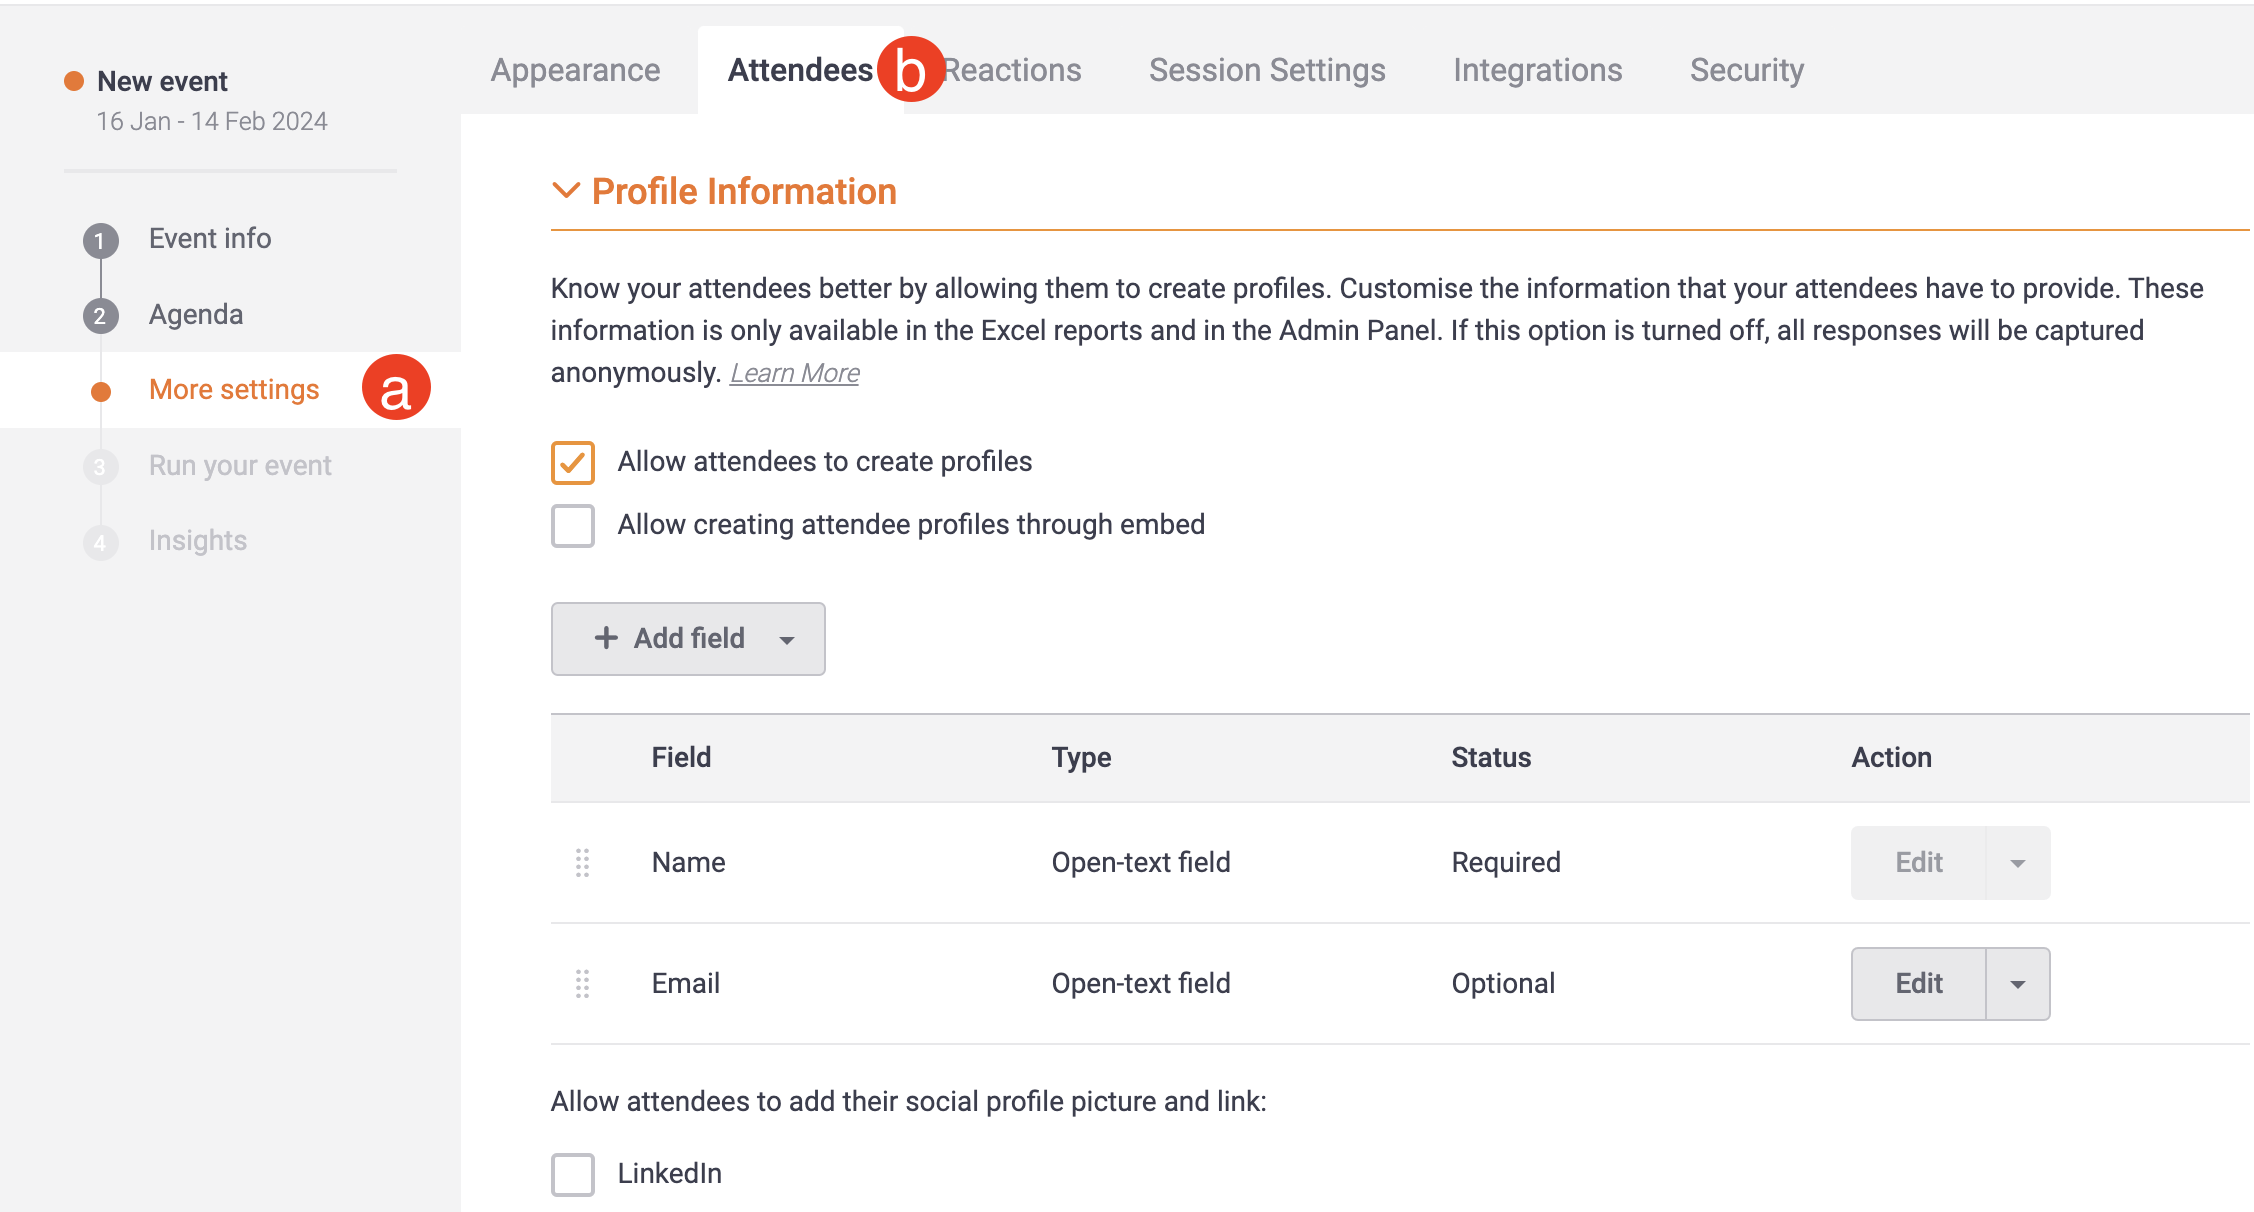 New event
16 Jan - 14 Feb 2024
1 Event info
2 Agenda
More settings a
3 Run your event
4 Insights
Appearance Attendees b Reactions Session Settings Integrations Security
Profile Information
Know your attendees better by allowing them to create profiles. Customise the information that your attendees have to provide. These
information is only available in the Excel reports and in the Admin Panel. If this option is turned off, all responses will be captured
anonymously. Learn More
Allow attendees to create profiles
Allow creating attendee profiles through embed
+ Add field
Field Type Status Action
Name Open-text field Required Edit
Email Open-text field Optional Edit
Allow attendees to add their social profile picture and link:
LinkedIn